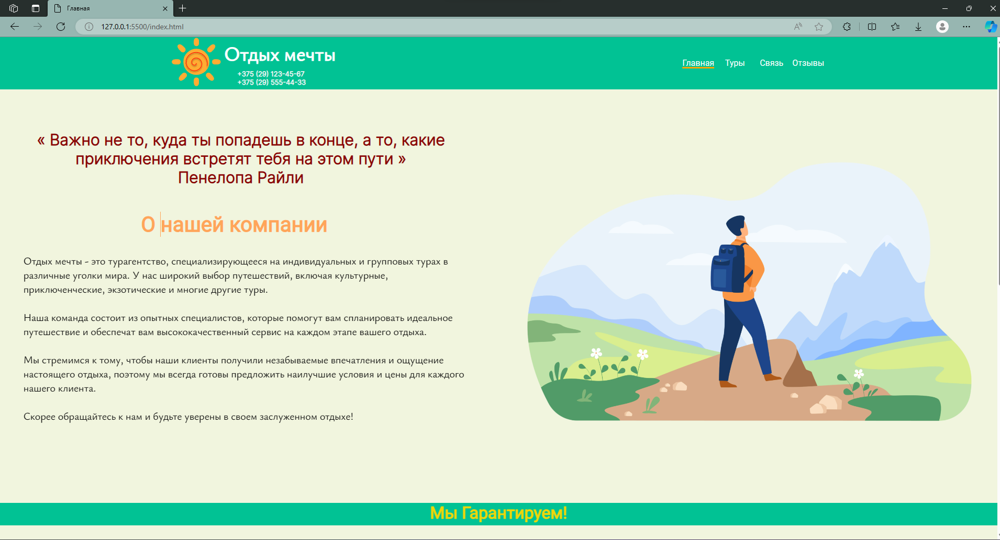 Главная
127.0.0.1:5500/index.html
Отдых мечты
+375 (29) 123-45-67
+375 (29) 555-44-33
Главная Туры Связь Отзывы
« Важно не то, куда ты попадешь в конце, а то, какие
приключения встретят тебя на этом пути »
Пенелопа Райли
О нашей компании
Отдых мечты - это турагентство, специализирующееся на индивидуальных и групповых турах в
различные уголки мира. У нас широкий выбор путешествий, включая культурные,
приключенческие, экзотические и многие другие туры.
Наша команда состоит из опытных специалистов, которые помогут вам спланировать идеальное
путешествие и обеспечат вам высококачественный сервис на каждом этапе вашего отдыха.
Мы стремимся к тому, чтобы наши клиенты получили незабываемые впечатления и ощущение
настоящего отдыха, поэтому мы всегда готовы предложить наилучшие условия и цены для каждого
нашего клиента.
Скорее обращайтесь к нам и будьте уверены в своем заслуженном отдыхе!
Мы Гарантируем!